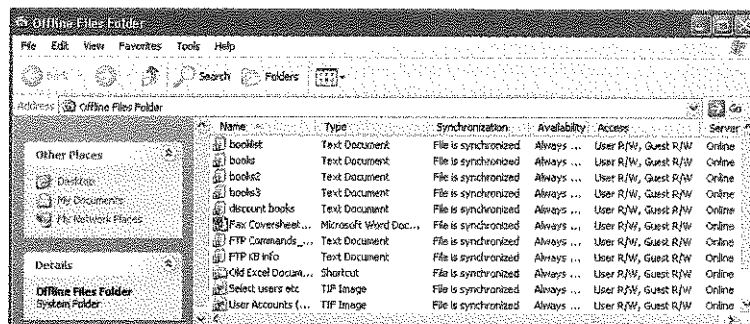 Offline Files Folder
File Edit View Favorites Tools Help
Back Search Folders
Address Offline Files Folder Go
Name Type Synchronization Availability Access Server
Other Places
Desktop
My Documents
My Network Places
Details
Offline Files Folder
System Folder
booklist Text Document File is synchronized Always ... User R/W, Guest R/W Online
books Text Document File is synchronized Always ... User R/W, Guest R/W Online
books2 Text Document File is synchronized Always ... User R/W, Guest R/W Online
books3 Text Document File is synchronized Always ... User R/W, Guest R/W Online
discount books Text Document File is synchronized Always ... User R/W, Guest R/W Online
Fax Coversheet... Microsoft Word Doc... File is synchronized Always ... User R/W, Guest R/W Online
FTP Commands_... Text Document File is synchronized Always ... User R/W, Guest R/W Online
FTP KB info Text Document File is synchronized Always ... User R/W, Guest R/W Online
Old Excel Docum... Shortcut File is synchronized Always ... User R/W, Guest R/W Online
Select users etc TIF Image File is synchronized Always ... User R/W, Guest R/W Online
User Accounts (... TIF Image File is synchronized Always ... User R/W, Guest R/W Online